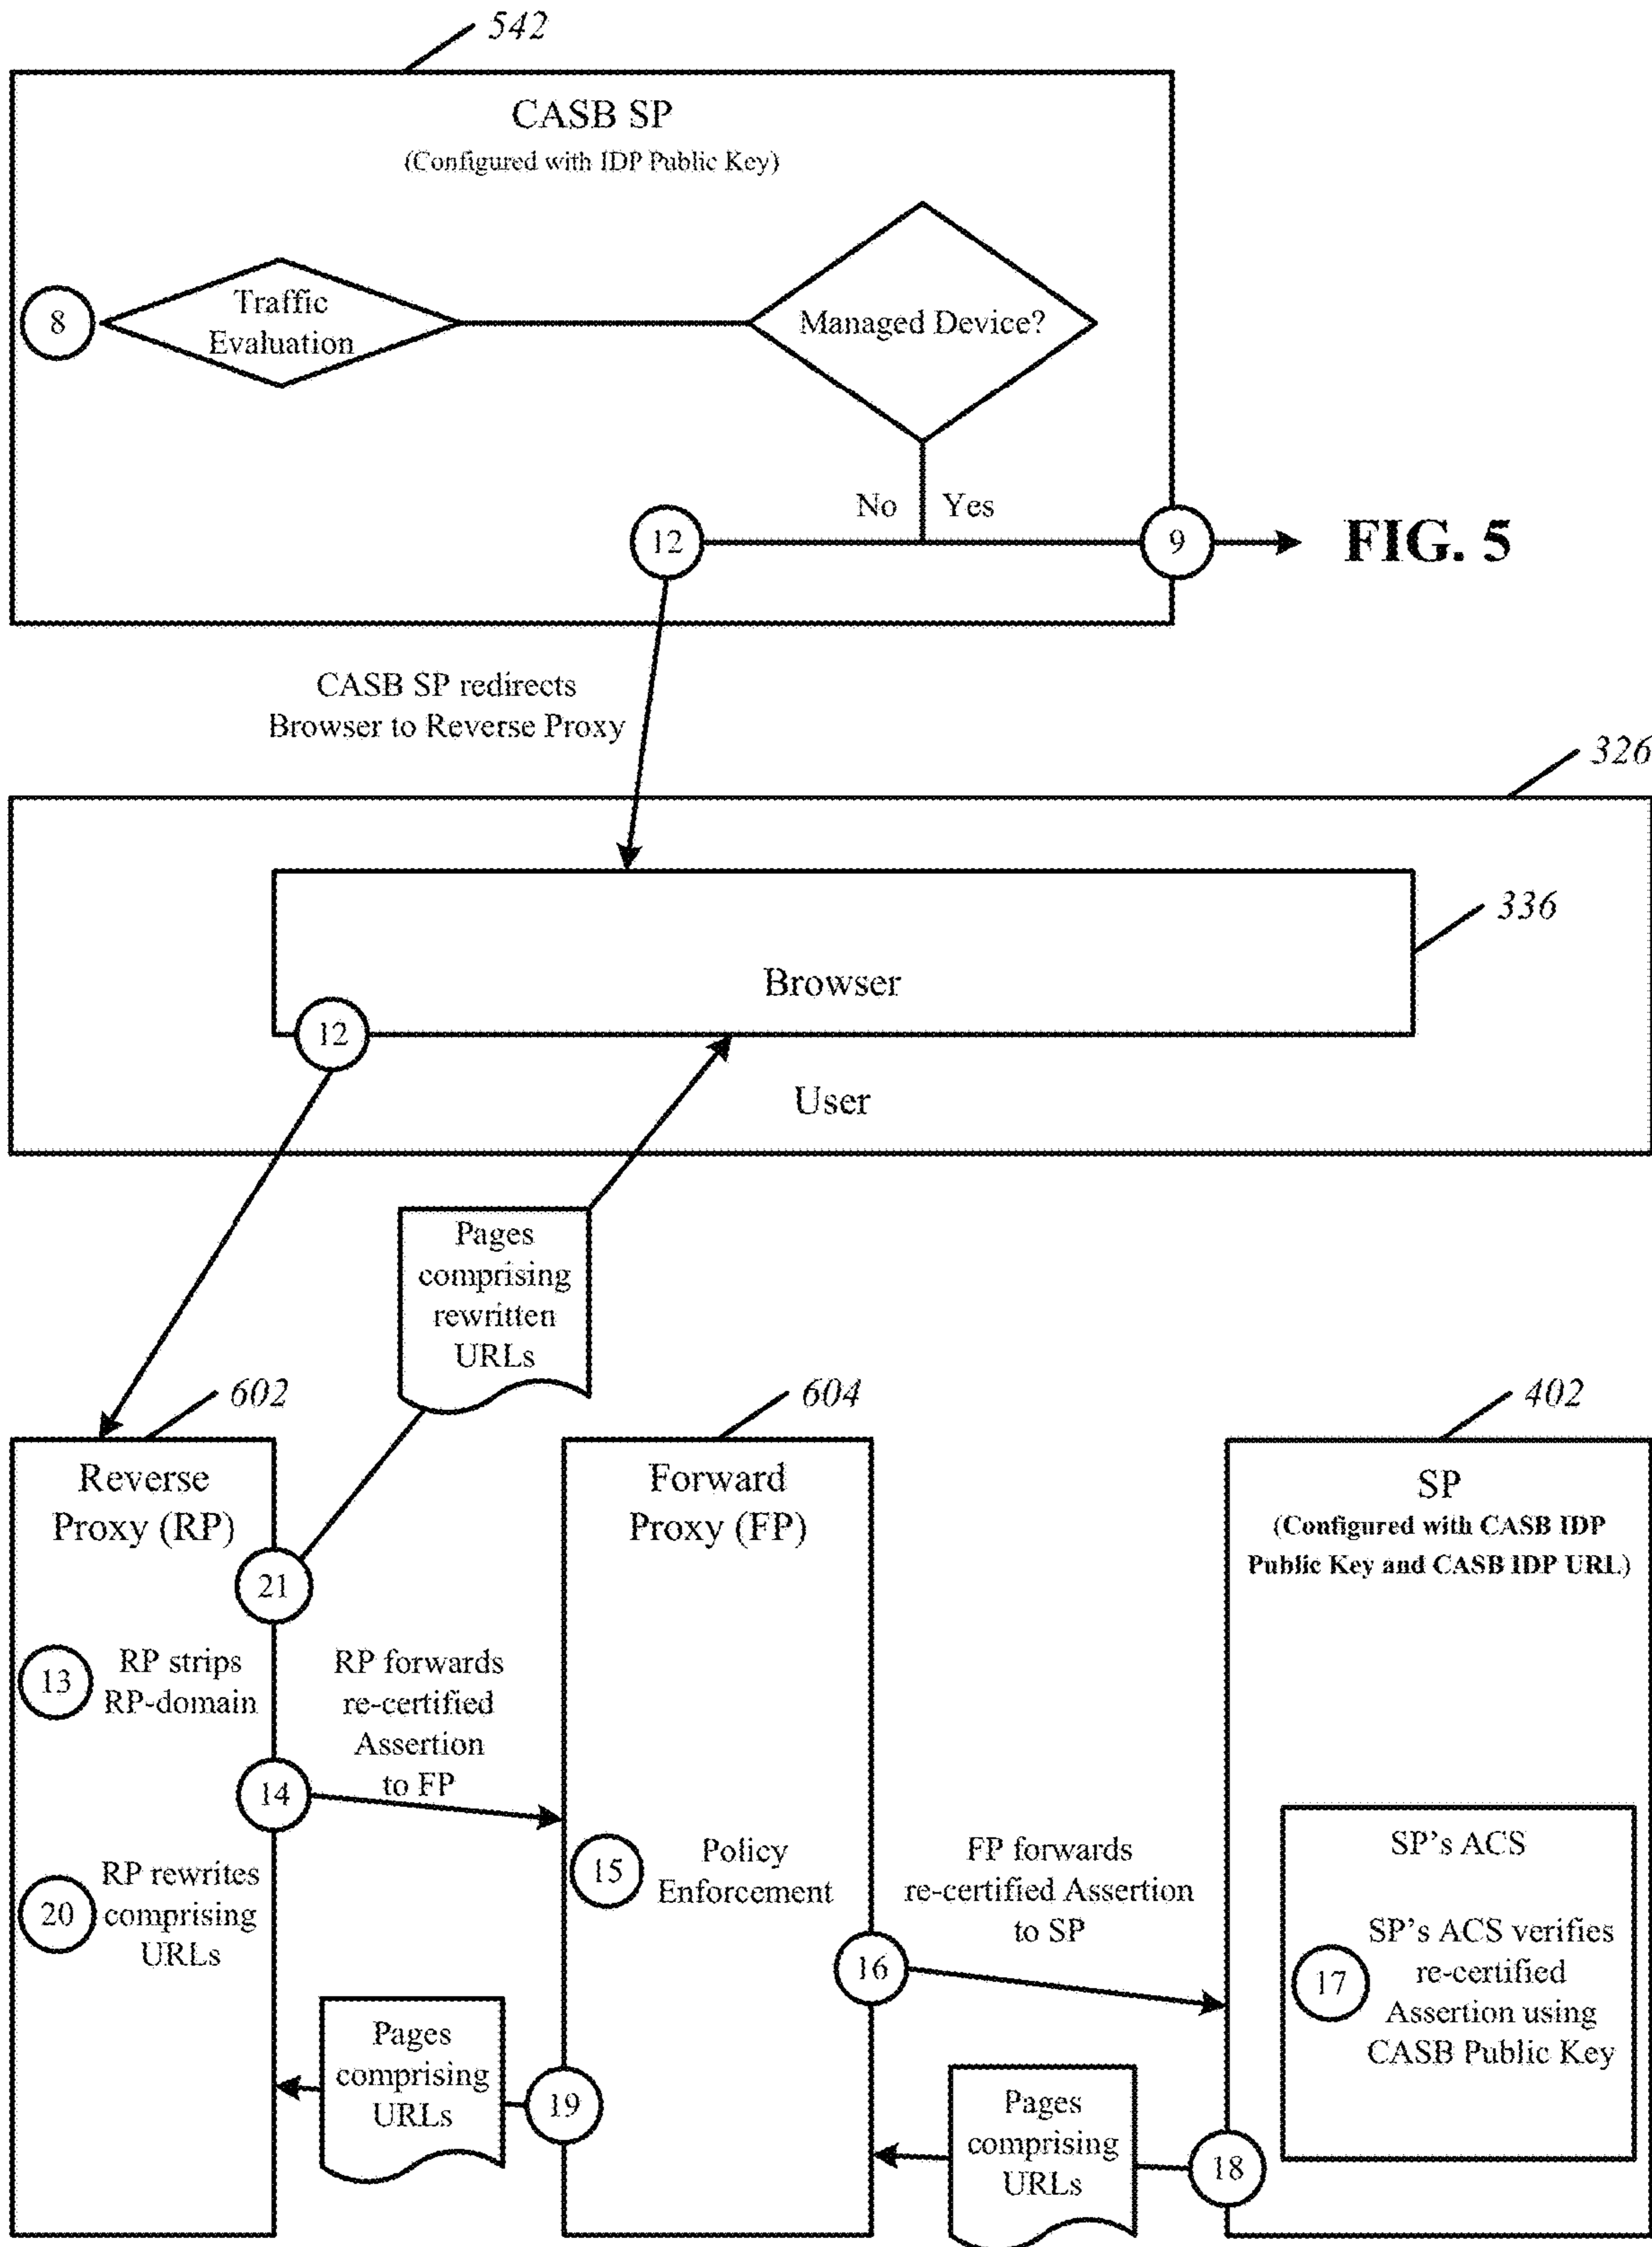 542
CASB SP
(Configured with IDP Public Key)
8
Traffic
Evaluation
Managed Device?
No
Yes
12
9
FIG. 5
CASB SP redirects
Browser to Reverse Proxy
326
336
Browser
12
User
Pages
comprising
rewritten
URLs
602
604
402
Reverse
Proxy (RP)
21
13
RP strips
RP-domain
14
RP forwards
re-certified
Assertion
to FP
20
RP rewrites
comprising
URLs
Forward
Proxy (FP)
15
Policy
Enforcement
16
FP forwards
re-certified Assertion
to SP
SP
(Configured with CASB IDP
Public Key and CASB IDP URL)
SP's ACS
17
SP's ACS verifies
re-certified
Assertion using
CASB Public Key
18
Pages
comprising
URLs
19
Pages
comprising
URLs